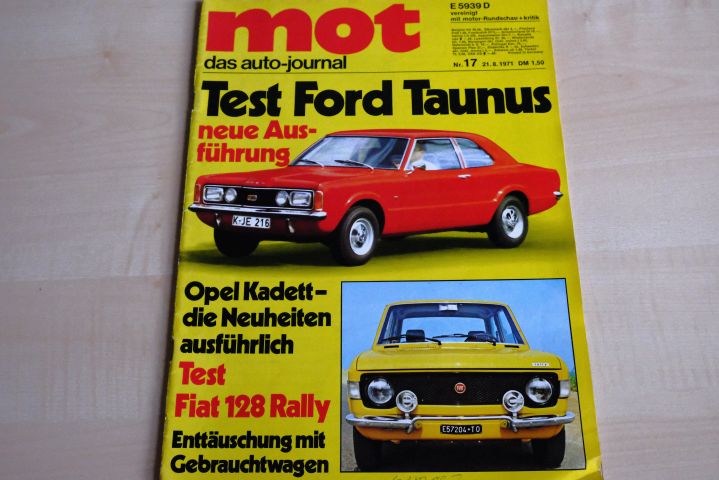 mot
das auto-journal
E 5939 D
vereinigt
mit motor-Rundschau + kritik
Nr. 17 21. 8. 1971 DM 1,50
Test Ford Taunus
neue Aus-
führung
K-JE 216
Opel Kadett-
die Neuheiten
ausführlich
Test
Fiat 128 Rally
Enttäuschung mit
Gebrauchtwagen
E57204•TO